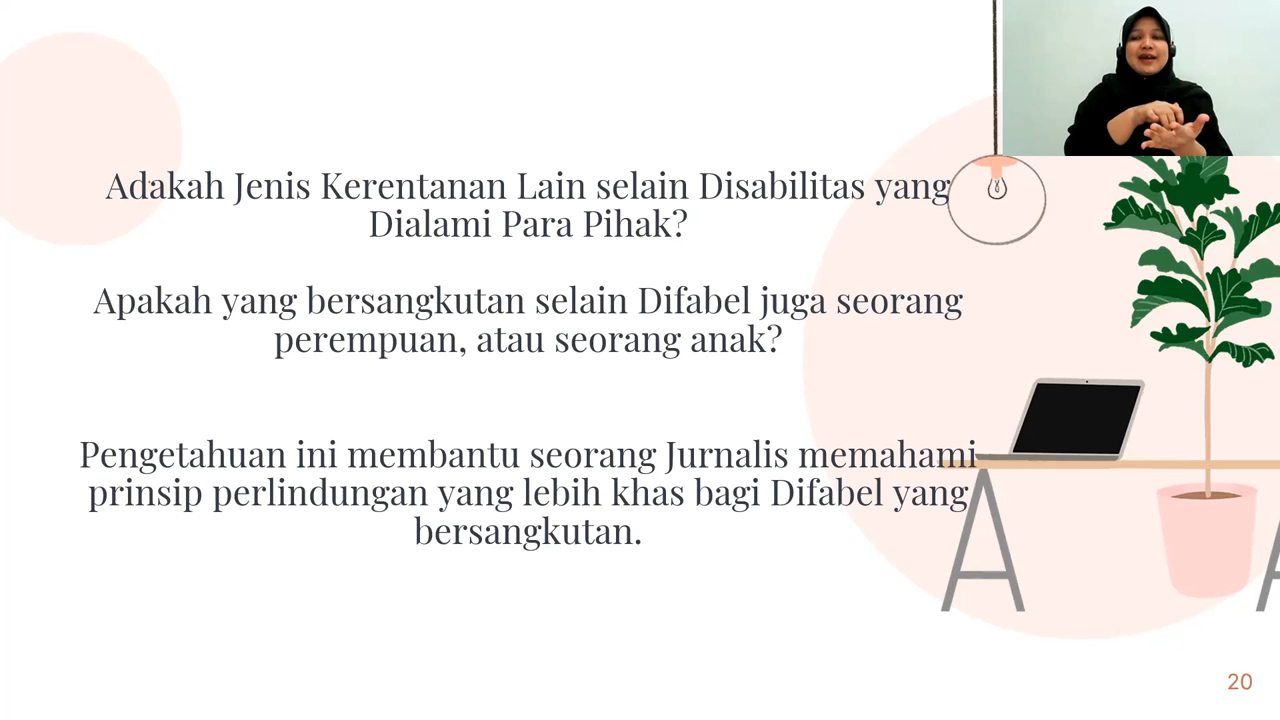 Adakah Jenis Kerentanan Lain selain Disabilitas yang
Dialami Para Pihak?
Apakah yang bersangkutan selain Difabel juga seorang
perempuan, atau seorang anak?
Pengetahuan ini membantu seorang Jurnalis memahami
prinsip perlindungan yang lebih khas bagi Difabel yang
bersangkutan.
20